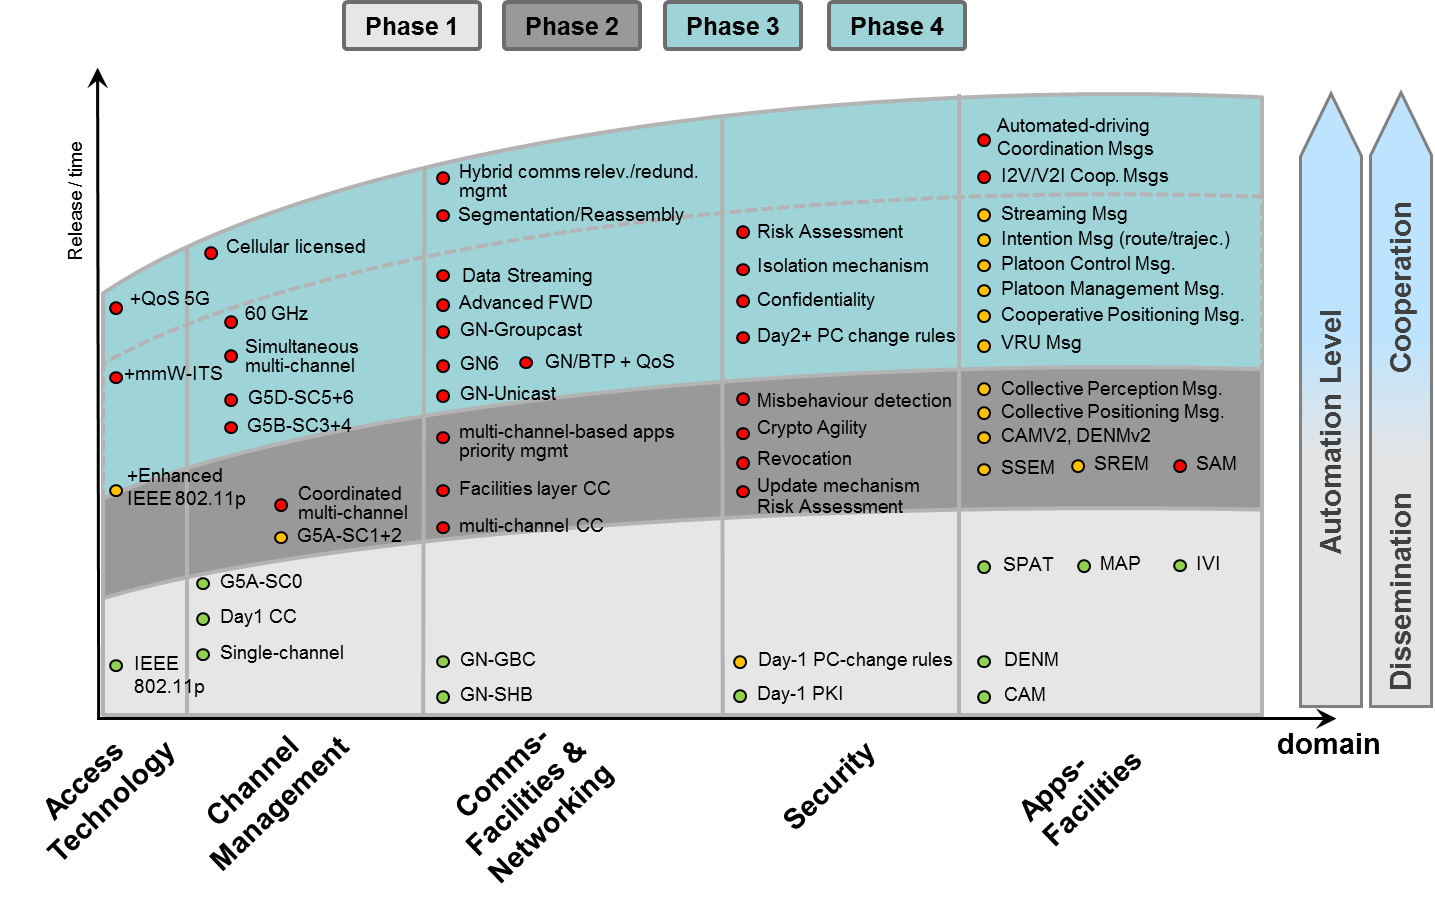 Phase 1
Phase 2
Phase 3
Phase 4
Release / time
+QoS 5G
+mmW-ITS
+Enhanced
IEEE 802.11p
IEEE
802.11p
Cellular licensed
60 GHz
Simultaneous
multi-channel
G5D-SC5+6
G5B-SC3+4
Coordinated
multi-channel
G5A-SC1+2
G5A-SC0
Day1 CC
Single-channel
Hybrid comms relev./redund.
mgmt
Segmentation/Reassembly
Data Streaming
Advanced FWD
GN-Groupcast
GN6
GN/BTP + QoS
GN-Unicast
multi-channel-based apps
priority mgmt
Facilities layer CC
multi-channel CC
GN-GBC
GN-SHB
Risk Assessment
Isolation mechanism
Confidentiality
Day2+ PC change rules
Misbehaviour detection
Crypto Agility
Revocation
Update mechanism
Risk Assessment
Day-1 PC-change rules
Day-1 PKI
Automated-driving
Coordination Msgs
I2V/V2I Coop. Msgs
Streaming Msg
Intention Msg (route/trajec.)
Platoon Control Msg.
Platoon Management Msg.
Cooperative Positioning Msg.
VRU Msg
Collective Perception Msg.
Collective Positioning Msg.
CAMV2, DENMv2
SSEM
SREM
SAM
SPAT
MAP
IVI
DENM
CAM
Automation Level
Cooperation
Dissemination
domain
Access
Technology
Channel
Management
Comms-
Facilities &
Networking
Security
Apps-
Facilities